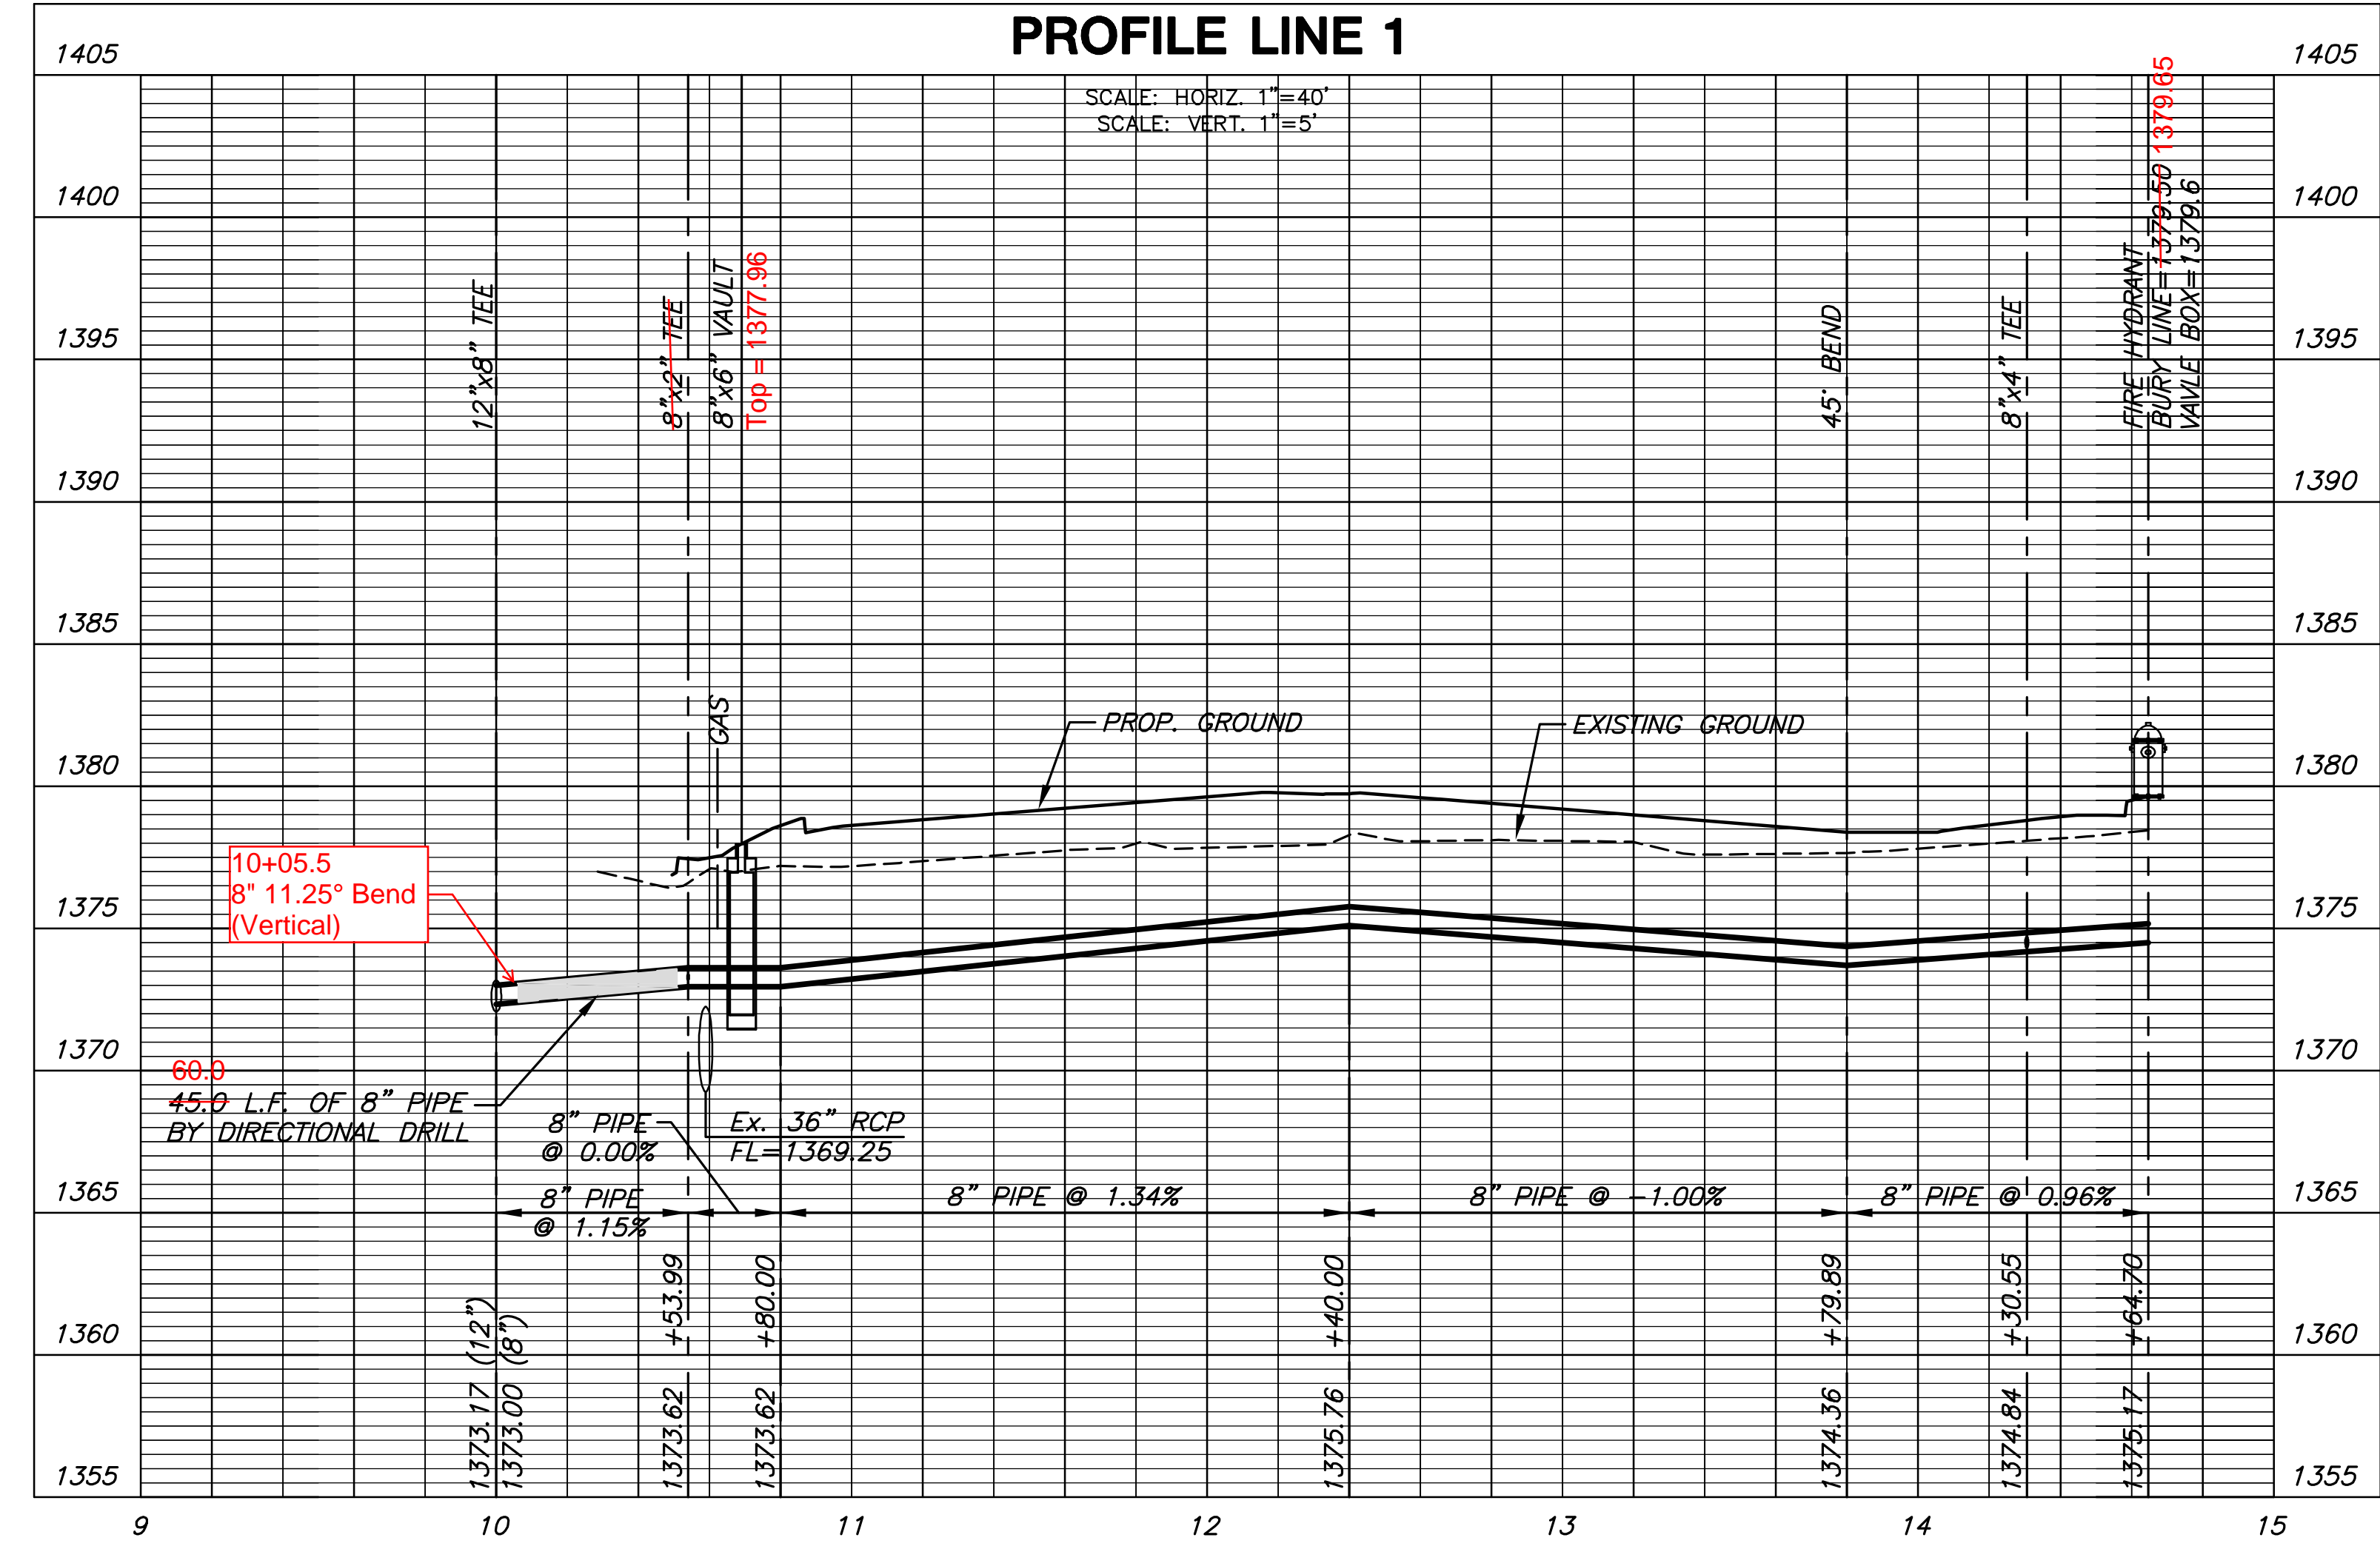 PROFILE LINE 1
SCALE: HORIZ. 1"=40'
SCALE: VERT. 1"=5'
1405
1400
1395
1390
1385
1380
1375
1370
1365
1360
1355
1405
1400
1395
1390
1385
1380
1375
1370
1365
1360
1355
12"x8" TEE
8"x2" TEE
8"x6" VAULT
Top = 1377.96
45° BEND
8"x4" TEE
FIRE HYDRANT
BURY LINE=1379.50 1379.65
VAVLE BOX=1379.6
GAS
PROP. GROUND
EXISTING GROUND
10+05.5
8" 11.25° Bend
(Vertical)
60.0
45.0 L.F. OF 8" PIPE
BY DIRECTIONAL DRILL
8" PIPE
@ 0.00%
Ex. 36" RCP
FL=1369.25
8" PIPE
@ 1.15%
8" PIPE @ 1.34%
8" PIPE @ -1.00%
8" PIPE @ 0.96%
1373.17 (12")
1373.00 (8")
+53.99
1373.62
+80.00
1373.62
+40.00
1375.76
+79.89
1374.36
+30.55
1374.84
+64.70
1375.17
9
10
11
12
13
14
15